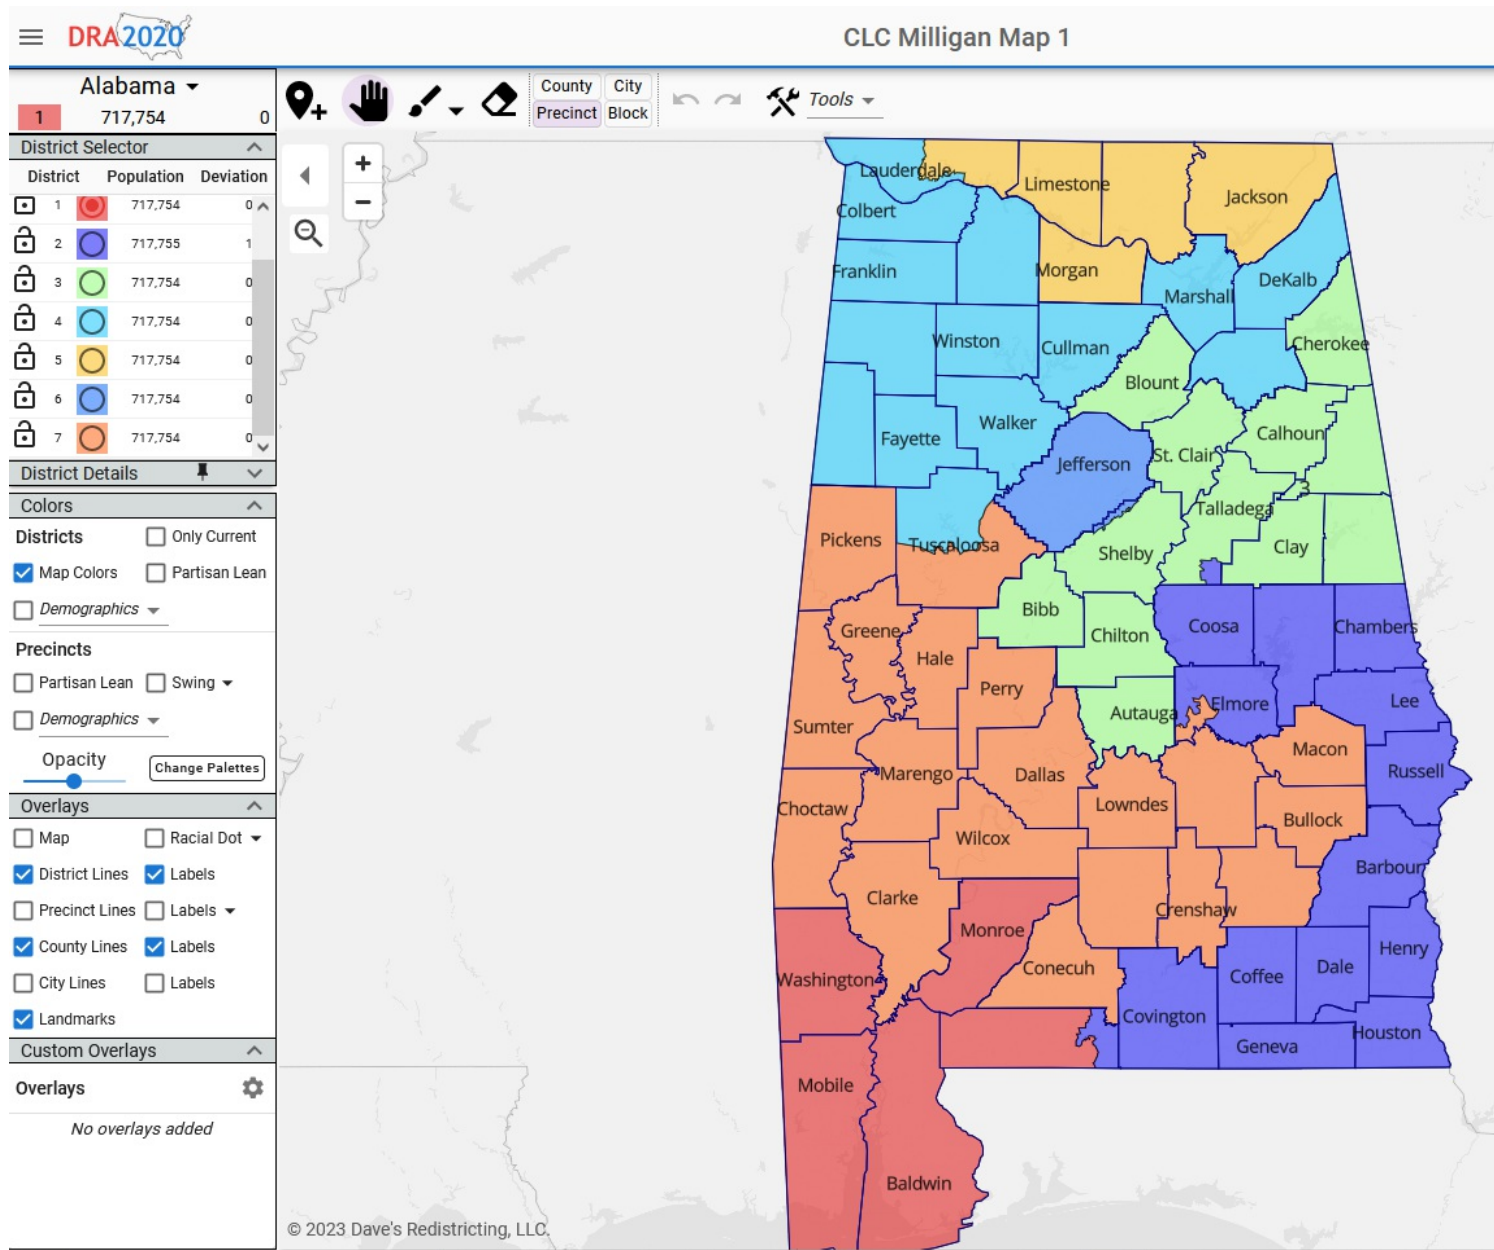 DRA2020
CLC Milligan Map 1
Alabama
1 717,754 0
County City
Precinct Block
Tools
District Selector
District Population Deviation
1 717,754 0
2 717,755 1
3 717,754 0
4 717,754 0
5 717,754 0
6 717,754 0
7 717,754 0
District Details
Colors
Districts Only Current
Map Colors Partisan Lean
Demographics
Precincts
Partisan Lean Swing
Demographics
Opacity Change Palettes
Overlays
Map Racial Dot
District Lines Labels
Precinct Lines Labels
County Lines Labels
City Lines Labels
Landmarks
Custom Overlays
Overlays
No overlays added
+
−
Lauderdale
Limestone
Jackson
Colbert
Franklin
Morgan
DeKalb
Marshall
Winston
Cullman
Cherokee
Blount
Walker
Fayette
Calhoun
Jefferson
St. Clair
3
Talladega
Pickens
Tuscaloosa
Shelby
Clay
Bibb
Greene
Chilton
Coosa
Chambers
Hale
Perry
Elmore
Lee
Sumter
Autauga
Macon
Marengo
Dallas
Russell
Choctaw
Lowndes
Bullock
Wilcox
Barbour
Clarke
Crenshaw
Monroe
Henry
Washington
Conecuh
Coffee
Dale
Covington
Houston
Geneva
Mobile
Baldwin
© 2023 Dave's Redistricting, LLC.